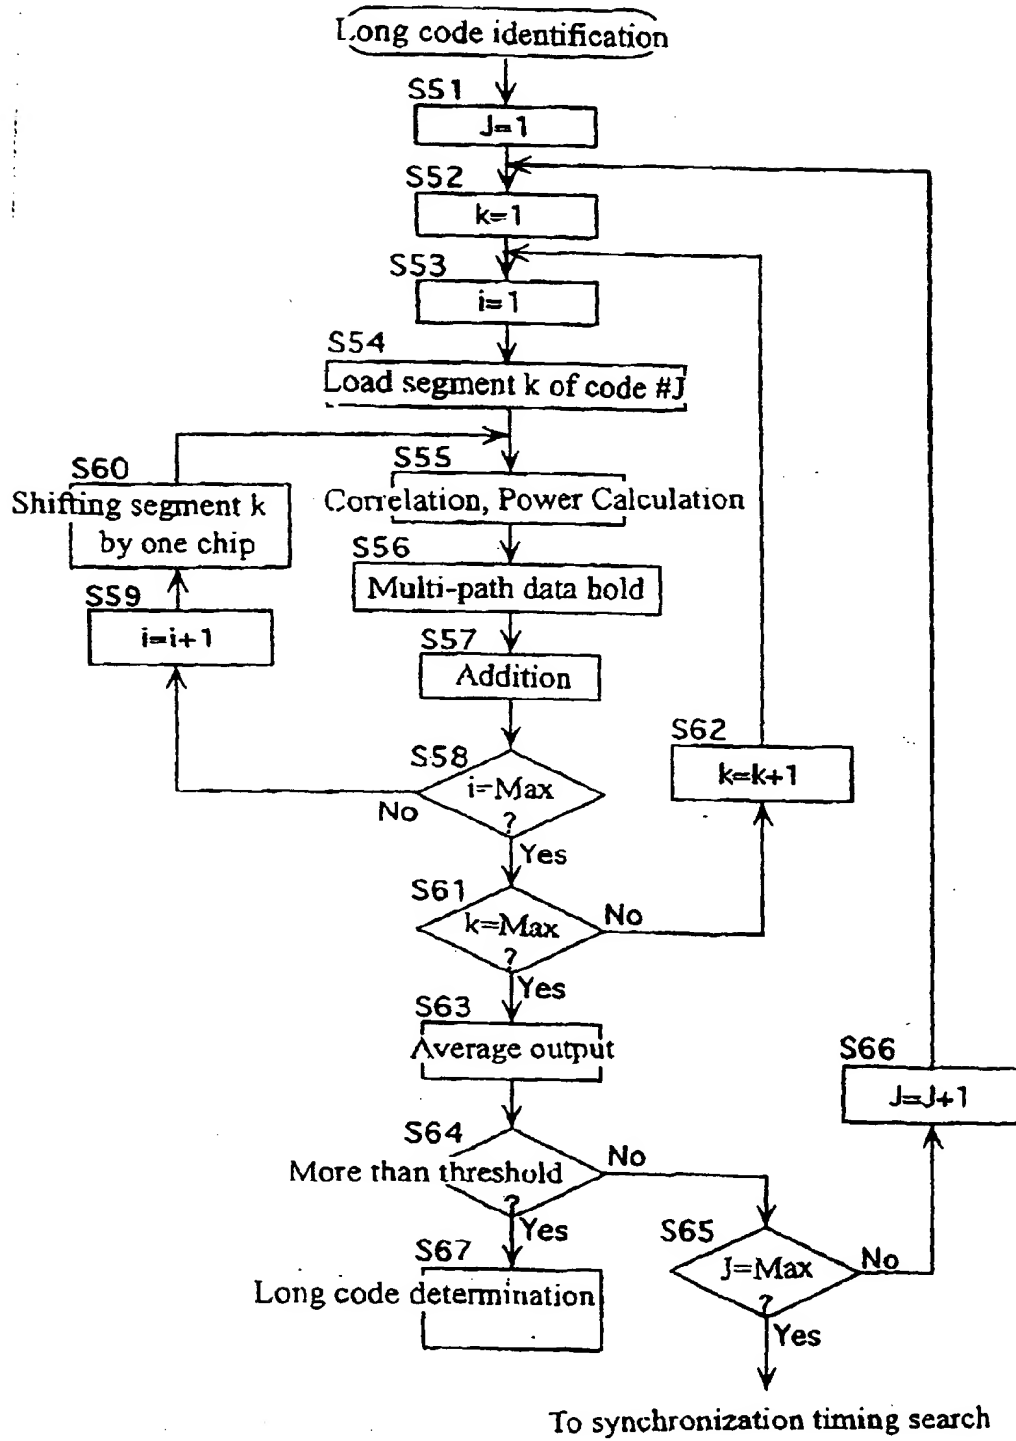 Long code identification
S51
J=1
S52
k=1
S53
i=1
S54
Load segment k of code #J
S60
Shifting segment k
by one chip
S55
Correlation, Power Calculation
S56
Multi-path data hold
S59
i=i+1
S57
Addition
S58
i=Max
?
No
Yes
S62
k=k+1
S61
k=Max
?
No
Yes
S63
Average output
S66
J=J+1
S64
More than threshold
?
No
Yes
S65
J=Max
?
No
Yes
S67
Long code determination
To synchronization timing search